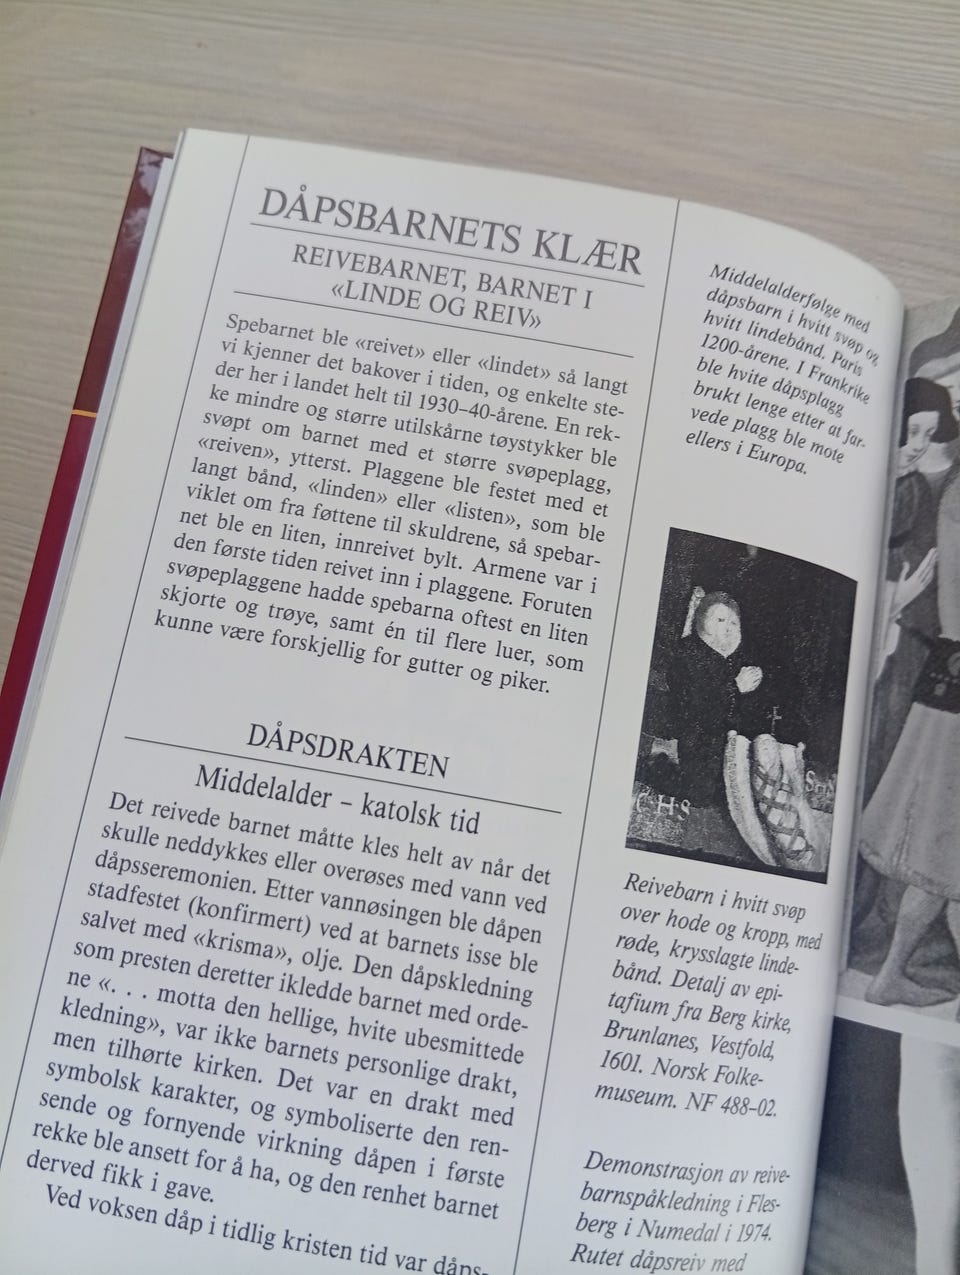 DÅPSBARNETS KLÆR
REIVEBARNET, BARNET I
«LINDE OG REIV»
Spebarnet ble «reivet» eller «lindet» så langt
vi kjenner det bakover i tiden, og enkelte ste-
der her i landet helt til 1930–40-årene. En rek-
ke mindre og større utilskårne tøystykker ble
svøpt om barnet med et større svøpeplagg,
«reiven», ytterst. Plaggene ble festet med et
langt bånd, «linden» eller «listen», som ble
viklet om fra føttene til skuldrene, så spebar-
net ble en liten, innreivet bylt. Armene var i
den første tiden reivet inn i plaggene. Foruten
svøpeplaggene hadde spebarna oftest en liten
skjorte og trøye, samt én til flere luer, som
kunne være forskjellig for gutter og piker.
DÅPSDRAKTEN
Middelalder – katolsk tid
Det reivede barnet måtte kles helt av når det
skulle neddykkes eller overøses med vann ved
dåpsseremonien. Etter vannøsingen ble dåpen
stadfestet (konfirmert) ved at barnets isse ble
salvet med «krisma», olje. Den dåpskledning
som presten deretter ikledde barnet med orde-
ne «. . . motta den hellige, hvite ubesmittede
kledning», var ikke barnets personlige drakt,
men tilhørte kirken. Det var en drakt med
symbolsk karakter, og symboliserte den ren-
sende og fornyende virkning dåpen i første
rekke ble ansett for å ha, og den renhet barnet
derved fikk i gave.
Ved voksen dåp i tidlig kristen tid var dåps-
Middelalderfølge med
dåpsbarn i hvitt svøp og
hvitt lindebånd. Paris
1200-årene. I Frankrike
ble hvite dåpsplagg
brukt lenge etter at far-
vede plagg ble mote
ellers i Europa.
C·H·S
Reivebarn i hvitt svøp
over hode og kropp, med
røde, krysslagte linde-
bånd. Detalj av epi-
tafium fra Berg kirke,
Brunlanes, Vestfold,
1601. Norsk Folke-
museum. NF 488–02.
Demonstrasjon av reive-
barnspåkledning i Fles-
berg i Numedal i 1974.
Rutet dåpsreiv med